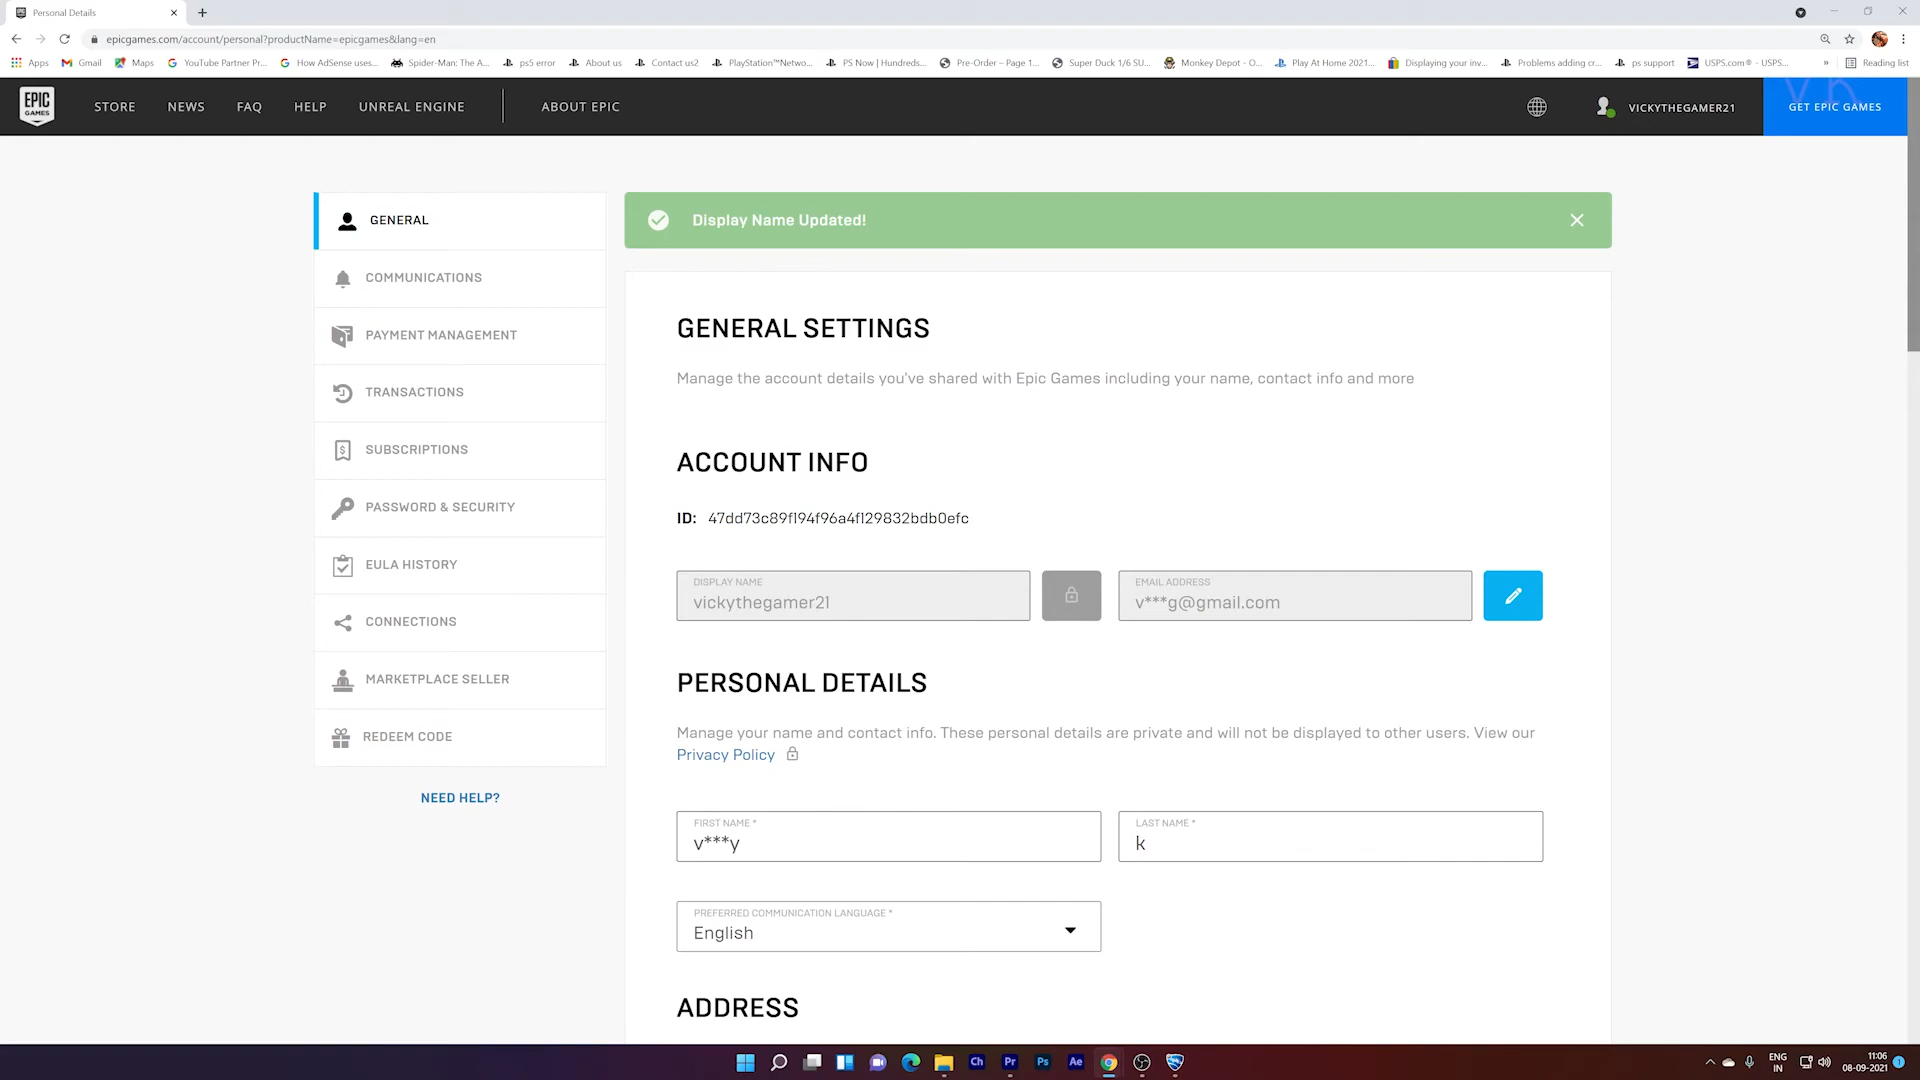 Personal Details
epicgames.com/account/personal?productName=epicgames&lang=en
Apps Gmail Maps YouTube Partner Pr... How AdSense uses... Spider-Man: The A... ps5 error About us Contact us2 PlayStation™Netwo... PS Now | Hundreds... Pre-Order – Page 1... Super Duck 1/6 SU... Monkey Depot - O... Play At Home 2021... Displaying your inv... Problems adding cr... ps support USPS.com® - USPS... » Reading list
EPIC GAMES STORE NEWS FAQ HELP UNREAL ENGINE ABOUT EPIC VICKYTHEGAMER21 GET EPIC GAMES
GENERAL
COMMUNICATIONS
PAYMENT MANAGEMENT
TRANSACTIONS
SUBSCRIPTIONS
PASSWORD & SECURITY
EULA HISTORY
CONNECTIONS
MARKETPLACE SELLER
REDEEM CODE
NEED HELP?
Display Name Updated!
GENERAL SETTINGS
Manage the account details you've shared with Epic Games including your name, contact info and more
ACCOUNT INFO
ID: 47dd73c89f194f96a4f129832bdb0efc
DISPLAY NAME
vickythegamer21
EMAIL ADDRESS
v***g@gmail.com
PERSONAL DETAILS
Manage your name and contact info. These personal details are private and will not be displayed to other users. View our
Privacy Policy
FIRST NAME *
v***y
LAST NAME *
k
PREFERRED COMMUNICATION LANGUAGE *
English
ADDRESS
Ch Pr Ps Ae
ENG
IN
11:06
08-09-2021
1